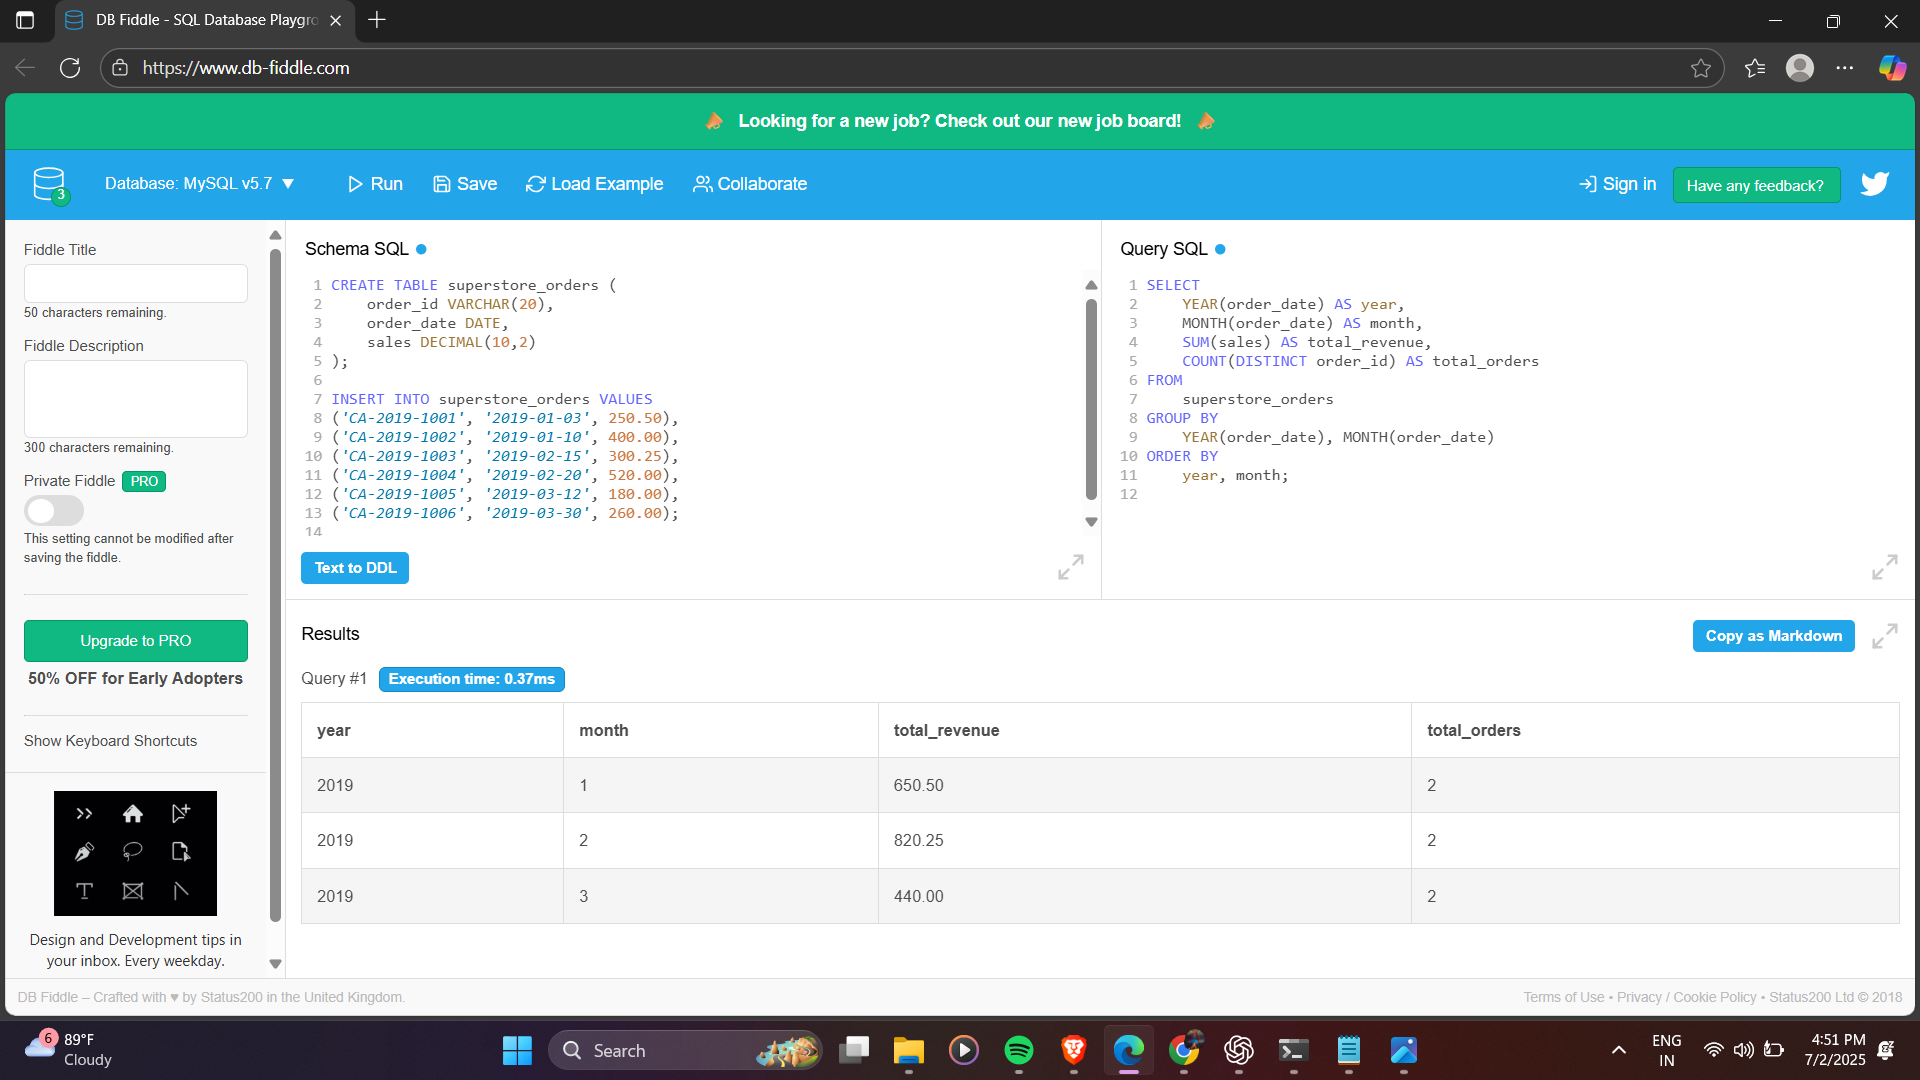 DB Fiddle - SQL Database Playgro
https://www.db-fiddle.com
Looking for a new job? Check out our new job board!
3
Database: MySQL v5.7 ▼
Run
Save
Load Example
Collaborate
Sign in
Have any feedback?
Fiddle Title
50 characters remaining.
Fiddle Description
300 characters remaining.
Private Fiddle PRO
This setting cannot be modified after
saving the fiddle.
Upgrade to PRO
50% OFF for Early Adopters
Show Keyboard Shortcuts
Design and Development tips in
your inbox. Every weekday.
Schema SQL
1 CREATE TABLE superstore_orders (
2 order_id VARCHAR(20),
3 order_date DATE,
4 sales DECIMAL(10,2)
5 );
6
7 INSERT INTO superstore_orders VALUES
8 ('CA-2019-1001', '2019-01-03', 250.50),
9 ('CA-2019-1002', '2019-01-10', 400.00),
10 ('CA-2019-1003', '2019-02-15', 300.25),
11 ('CA-2019-1004', '2019-02-20', 520.00),
12 ('CA-2019-1005', '2019-03-12', 180.00),
13 ('CA-2019-1006', '2019-03-30', 260.00);
14
Text to DDL
Query SQL
1 SELECT
2 YEAR(order_date) AS year,
3 MONTH(order_date) AS month,
4 SUM(sales) AS total_revenue,
5 COUNT(DISTINCT order_id) AS total_orders
6 FROM
7 superstore_orders
8 GROUP BY
9 YEAR(order_date), MONTH(order_date)
10 ORDER BY
11 year, month;
12
Results
Copy as Markdown
Query #1 Execution time: 0.37ms
year month total_revenue total_orders
2019 1 650.50 2
2019 2 820.25 2
2019 3 440.00 2
DB Fiddle – Crafted with ♥ by Status200 in the United Kingdom.
Terms of Use • Privacy / Cookie Policy • Status200 Ltd © 2018
6
89°F
Cloudy
Search
ENG
IN
4:51 PM
7/2/2025